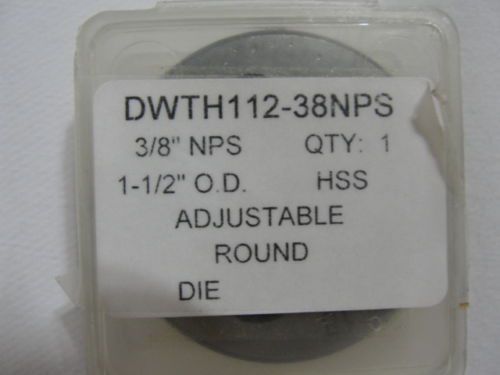 DWTH112-38NPS
3/8" NPS QTY: 1
1-1/2" O.D. HSS
ADJUSTABLE
ROUND
DIE